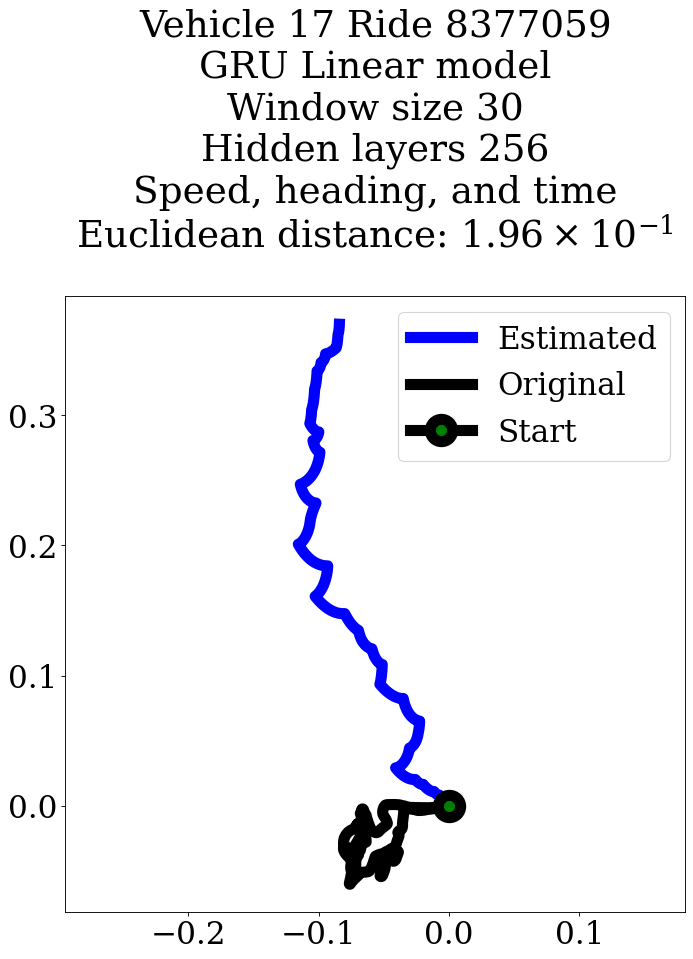 Vehicle 17 Ride 8377059
GRU Linear model
Window size 30
Hidden layers 256
Speed, heading, and time
Euclidean distance: 1.96 × 10⁻¹
Estimated
Original
Start
0.3
0.2
0.1
0.0
−0.2 −0.1 0.0 0.1